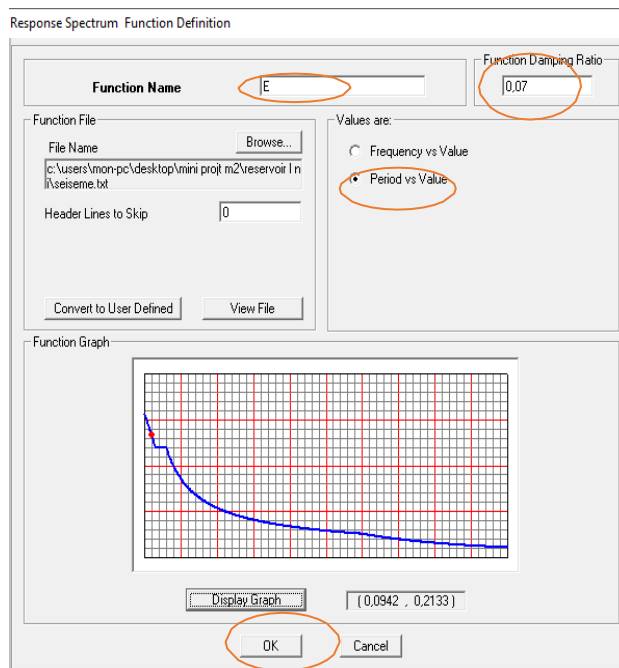 Response Spectrum Function Definition
Function Name
E
Function Damping Ratio
0,07
Function File
File Name
Browse...
c:\users\mon-pc\desktop\mini projt m2\reservoir l n
i\seiseme.txt
Header Lines to Skip
0
Convert to User Defined
View File
Values are:
Frequency vs Value
Period vs Value
Function Graph
Display Graph
( 0,0942 , 0,2133 )
OK
Cancel